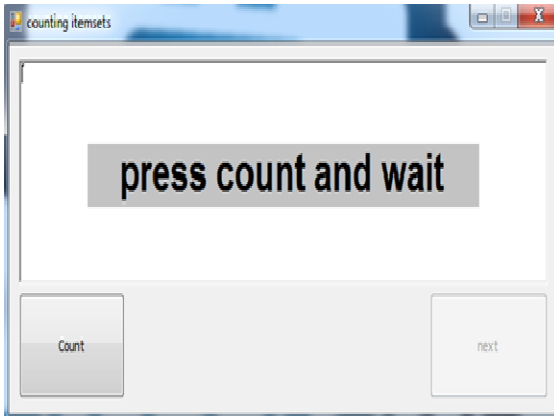 counting itemsets
press count and wait
Count
next